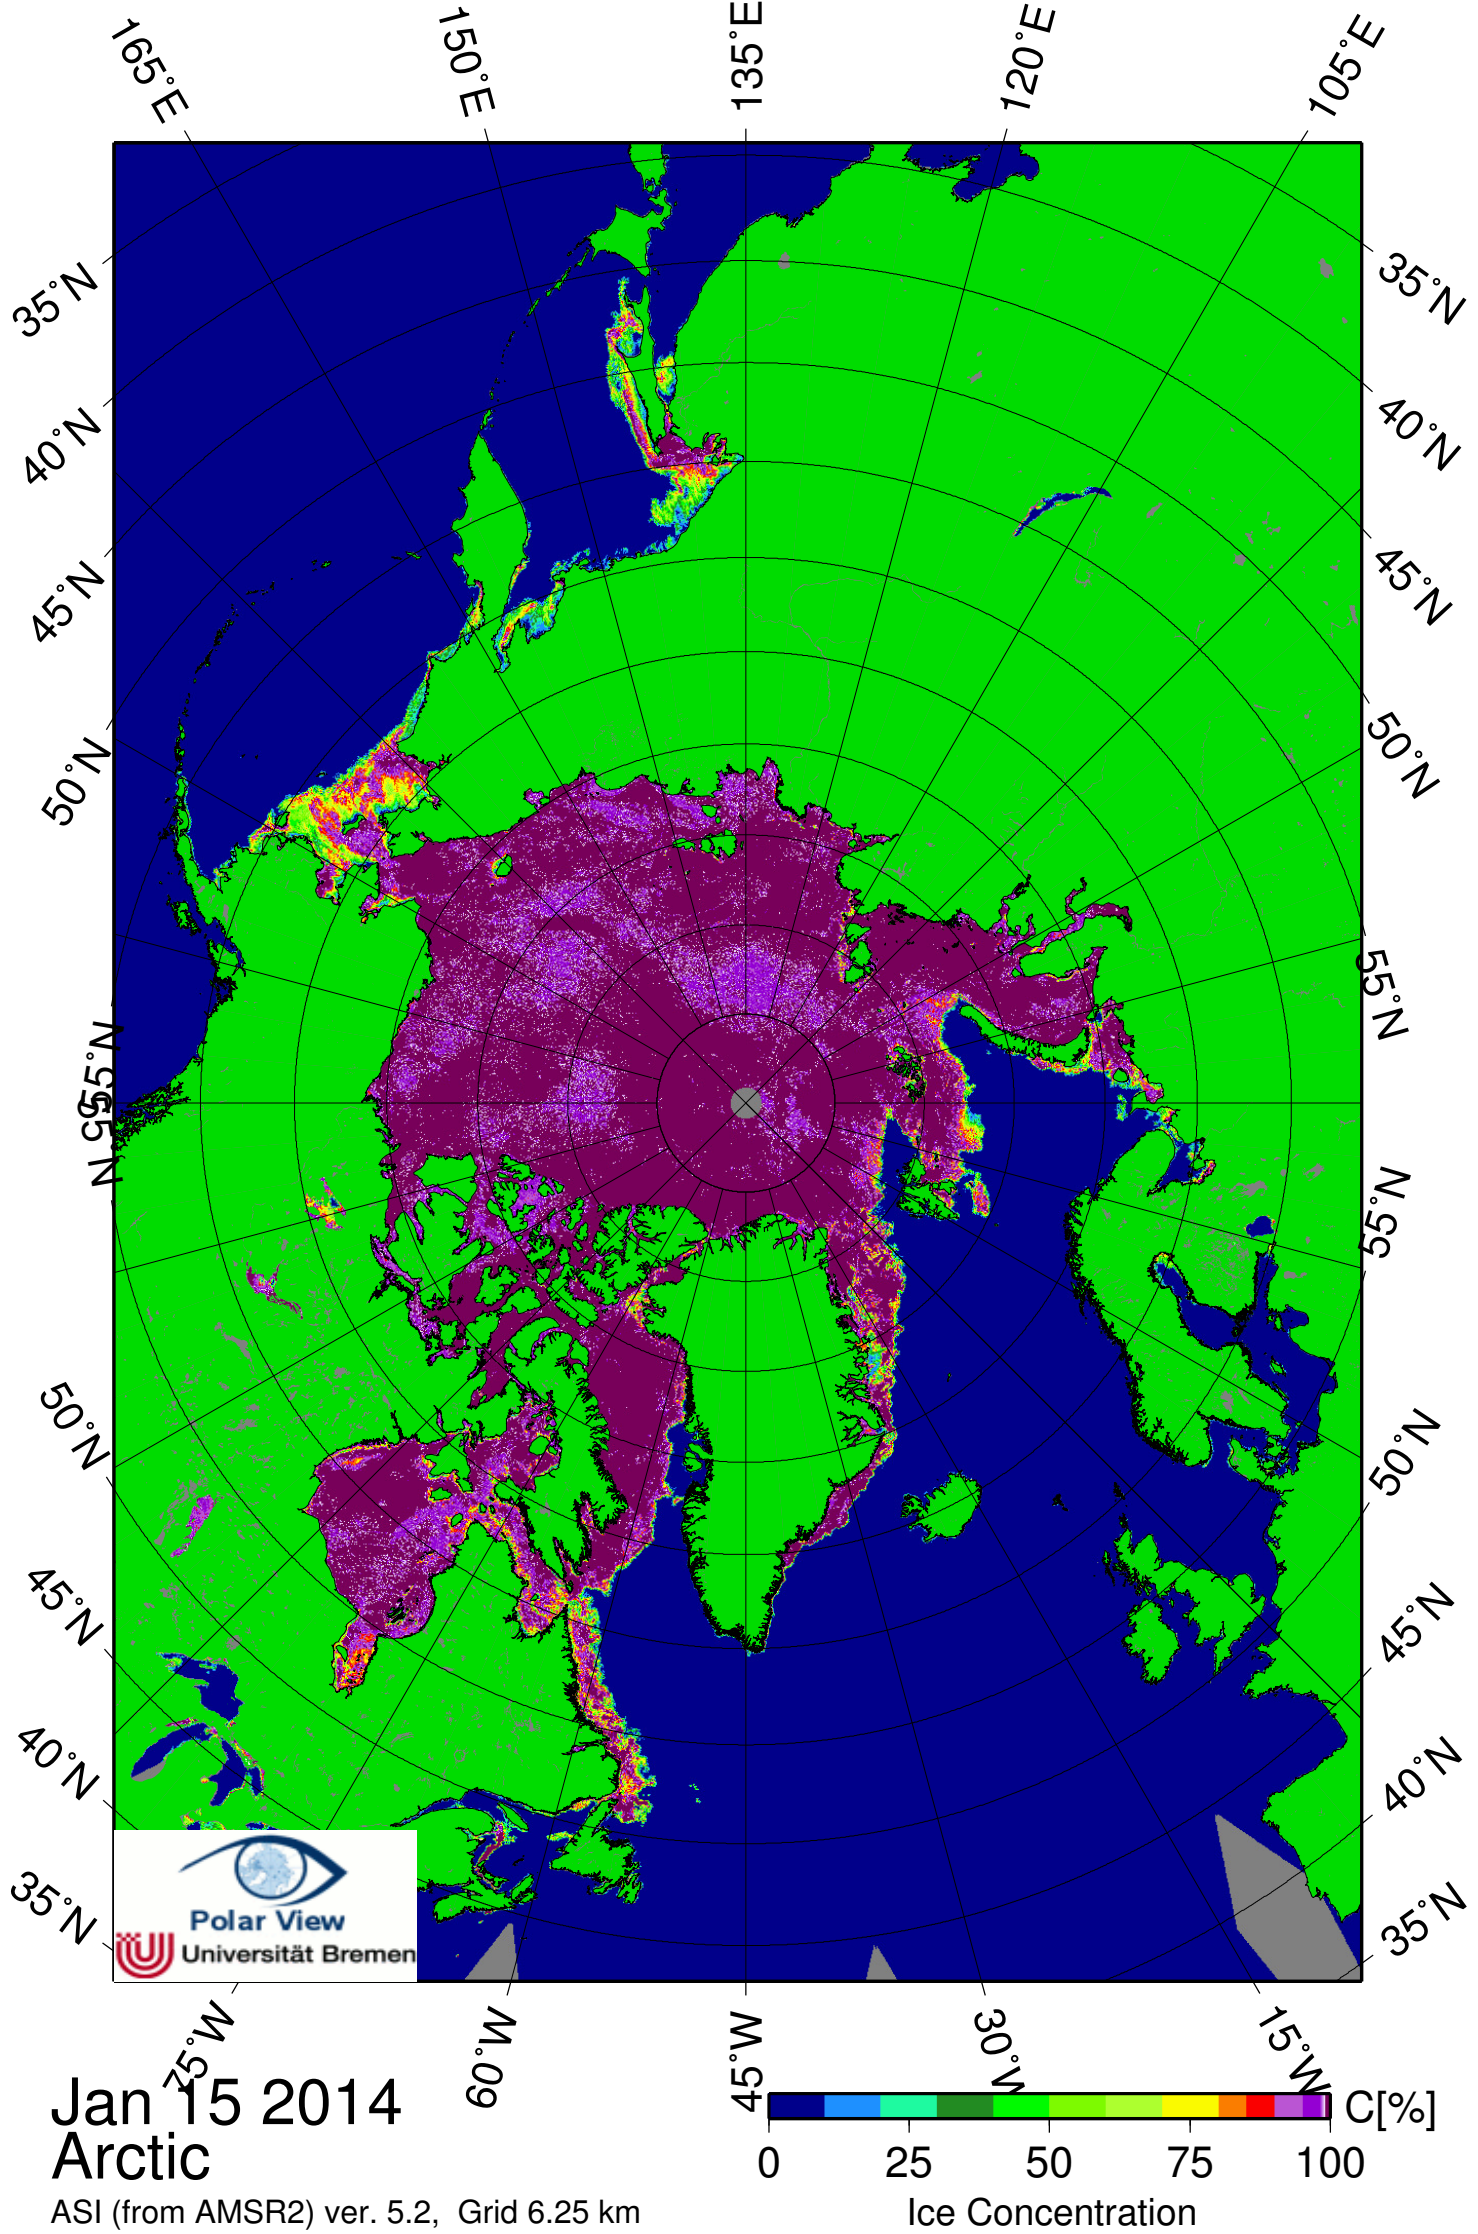 165°E 150°E 135°E 120°E 105°E
35°N 35°N
40°N 40°N
45°N 45°N
50°N 50°N
55°N 55°N
55°N 55°N
50°N 50°N
45°N 45°N
40°N 40°N
35°N 35°N
Polar View
Universität Bremen
75°W 60°W 45°W 30°W 15°W
Jan 15 2014
Arctic
ASI (from AMSR2) ver. 5.2, Grid 6.25 km
C[%]
0 25 50 75 100
Ice Concentration